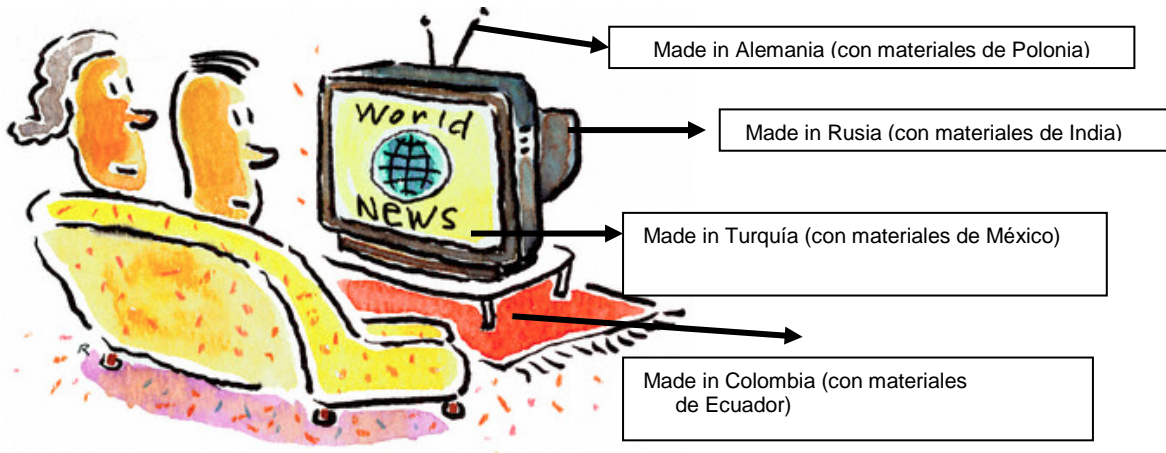 Made in Alemania (con materiales de Polonia)
World
News
Made in Rusia (con materiales de India)
Made in Turquía (con materiales de México)
Made in Colombia (con materiales
de Ecuador)
R